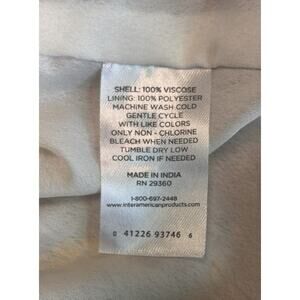 SHELL: 100% VISCOSE
LINING: 100% POLYESTER
MACHINE WASH COLD
GENTLE CYCLE
WITH LIKE COLORS
ONLY NON - CHLORINE
BLEACH WHEN NEEDED
TUMBLE DRY LOW
COOL IRON IF NEEDED
MADE IN INDIA
RN 29360
1-800-697-2448
www.interamericanproducts.com
0 41226 93746 6